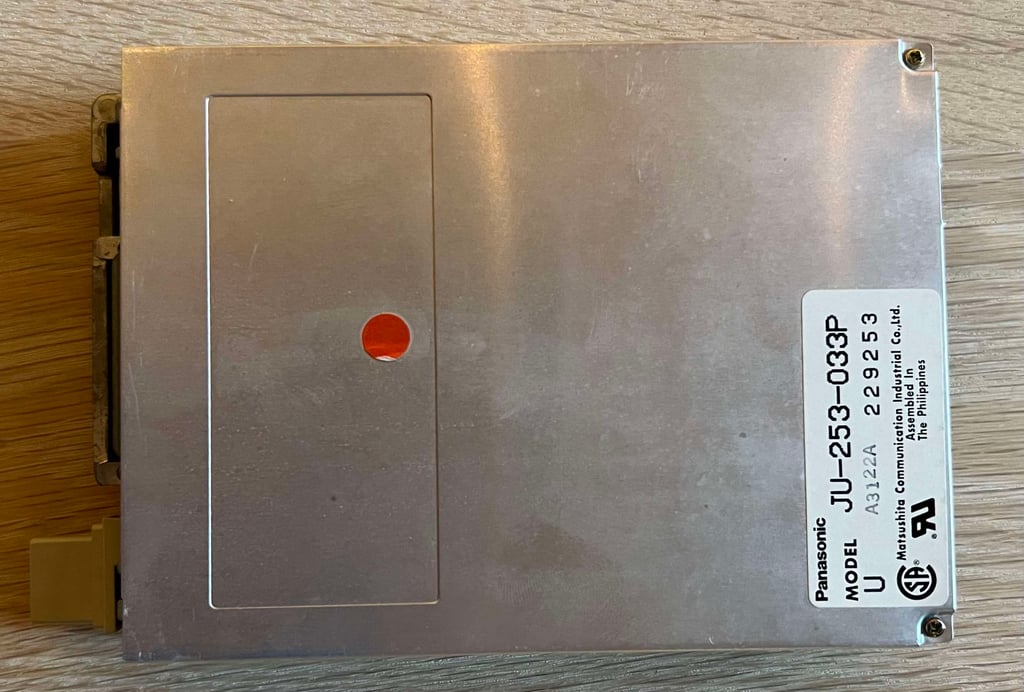 Panasonic
MODEL JU-253-033P
U A3122A 229253
Matsushita Communication Industrial Co.,Ltd.
Assembled In
The Philippines